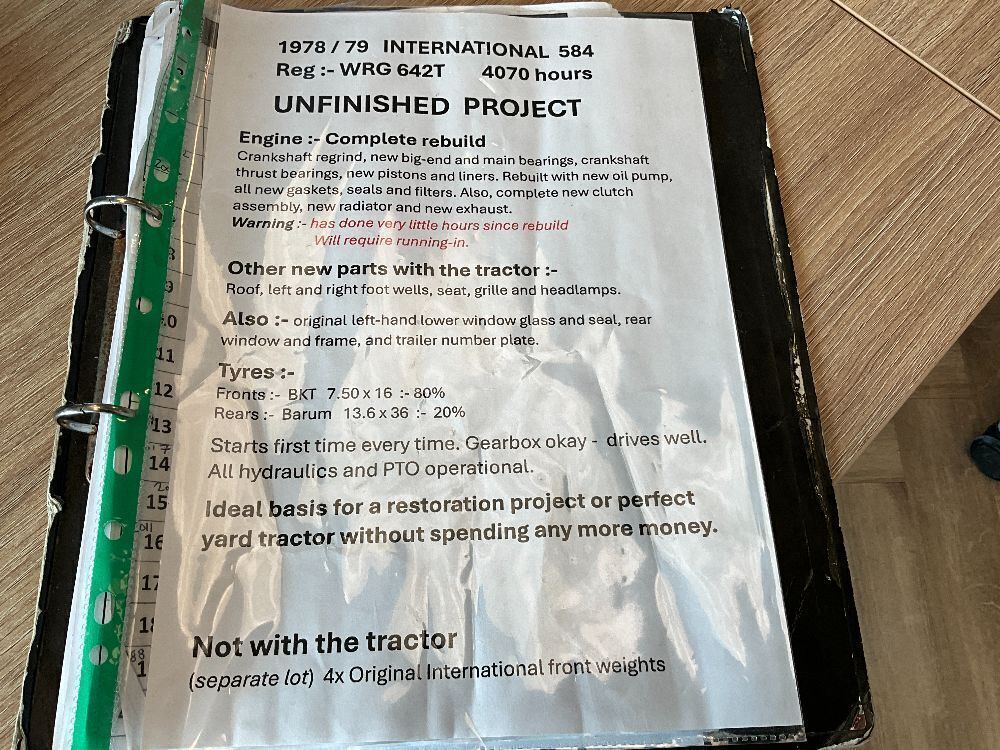 1978 / 79 INTERNATIONAL 584
Reg :- WRG 642T 4070 hours
UNFINISHED PROJECT
Engine :- Complete rebuild
Crankshaft regrind, new big-end and main bearings, crankshaft
thrust bearings, new pistons and liners. Rebuilt with new oil pump,
all new gaskets, seals and filters. Also, complete new clutch
assembly, new radiator and new exhaust.
Warning :- has done very little hours since rebuild
Will require running-in.
Other new parts with the tractor :-
Roof, left and right foot wells, seat, grille and headlamps.
Also :- original left-hand lower window glass and seal, rear
window and frame, and trailer number plate.
Tyres :-
Fronts :- BKT 7.50 x 16 :- 80%
Rears :- Barum 13.6 x 36 :- 20%
Starts first time every time. Gearbox okay - drives well.
All hydraulics and PTO operational.
Ideal basis for a restoration project or perfect
yard tractor without spending any more money.
Not with the tractor
(separate lot) 4x Original International front weights
11
12
13
14
15
16
17